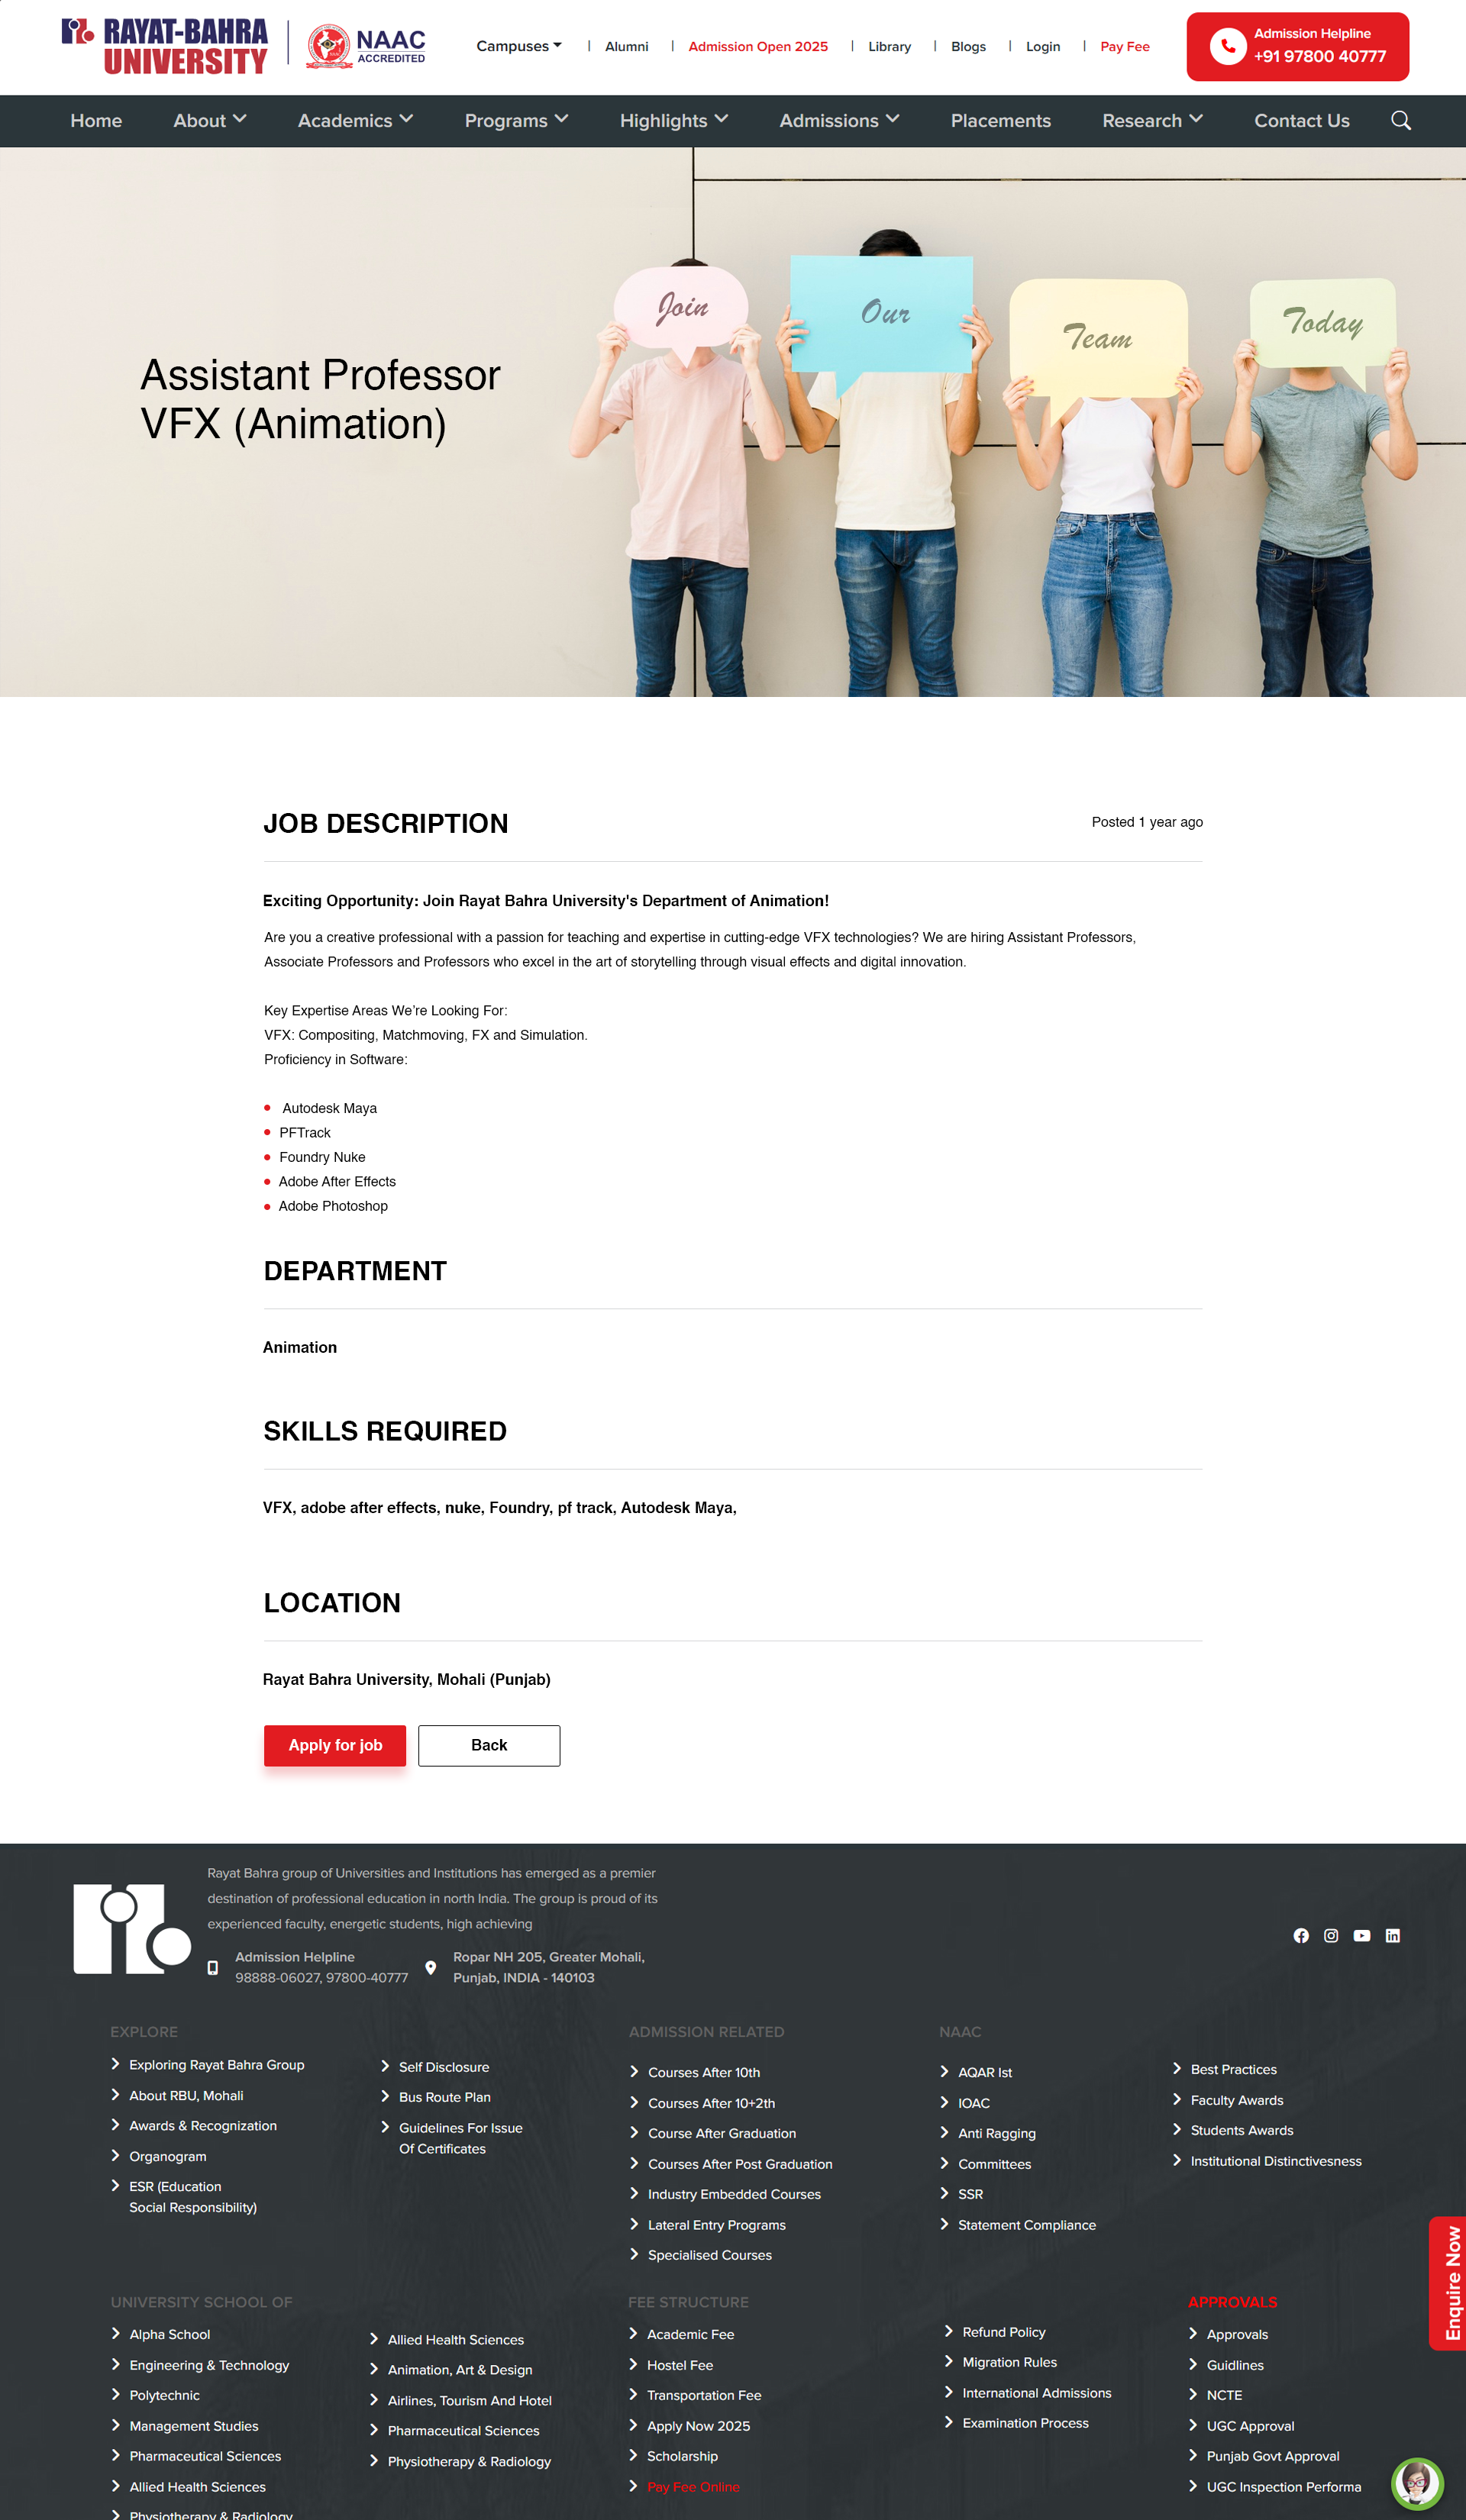 RAYAT-BAHRA
UNIVERSITY
NAAC
ACCREDITED
Campuses
Alumni
Admission Open 2025
Library
Blogs
Login
Pay Fee
Admission Helpline
+91 97800 40777
Home
About
Academics
Programs
Highlights
Admissions
Placements
Research
Contact Us
Join
Our
Team
Today
Assistant Professor
VFX (Animation)
JOB DESCRIPTION
Posted 1 year ago
Exciting Opportunity: Join Rayat Bahra University's Department of Animation!
Are you a creative professional with a passion for teaching and expertise in cutting-edge VFX technologies? We are hiring Assistant Professors,
Associate Professors and Professors who excel in the art of storytelling through visual effects and digital innovation.
Key Expertise Areas We're Looking For:
VFX: Compositing, Matchmoving, FX and Simulation.
Proficiency in Software:
Autodesk Maya
PFTrack
Foundry Nuke
Adobe After Effects
Adobe Photoshop
DEPARTMENT
Animation
SKILLS REQUIRED
VFX, adobe after effects, nuke, Foundry, pf track, Autodesk Maya,
LOCATION
Rayat Bahra University, Mohali (Punjab)
Apply for job
Back
Rayat Bahra group of Universities and Institutions has emerged as a premier
destination of professional education in north India. The group is proud of its
experienced faculty, energetic students, high achieving
Admission Helpline
98888-06027, 97800-40777
Ropar NH 205, Greater Mohali,
Punjab, INDIA - 140103
EXPLORE
Exploring Rayat Bahra Group
About RBU, Mohali
Awards & Recognization
Organogram
ESR (Education
Social Responsibility)
Self Disclosure
Bus Route Plan
Guidelines For Issue
Of Certificates
ADMISSION RELATED
Courses After 10th
Courses After 10+2th
Course After Graduation
Courses After Post Graduation
Industry Embedded Courses
Lateral Entry Programs
Specialised Courses
NAAC
AQAR Ist
IOAC
Anti Ragging
Committees
SSR
Statement Compliance
Best Practices
Faculty Awards
Students Awards
Institutional Distinctivesness
Enquire Now
UNIVERSITY SCHOOL OF
Alpha School
Engineering & Technology
Polytechnic
Management Studies
Pharmaceutical Sciences
Allied Health Sciences
Physiotherapy & Radiology
Allied Health Sciences
Animation, Art & Design
Airlines, Tourism And Hotel
Pharmaceutical Sciences
Physiotherapy & Radiology
FEE STRUCTURE
Academic Fee
Hostel Fee
Transportation Fee
Apply Now 2025
Scholarship
Pay Fee Online
Refund Policy
Migration Rules
International Admissions
Examination Process
APPROVALS
Approvals
Guidlines
NCTE
UGC Approval
Punjab Govt Approval
UGC Inspection Performa